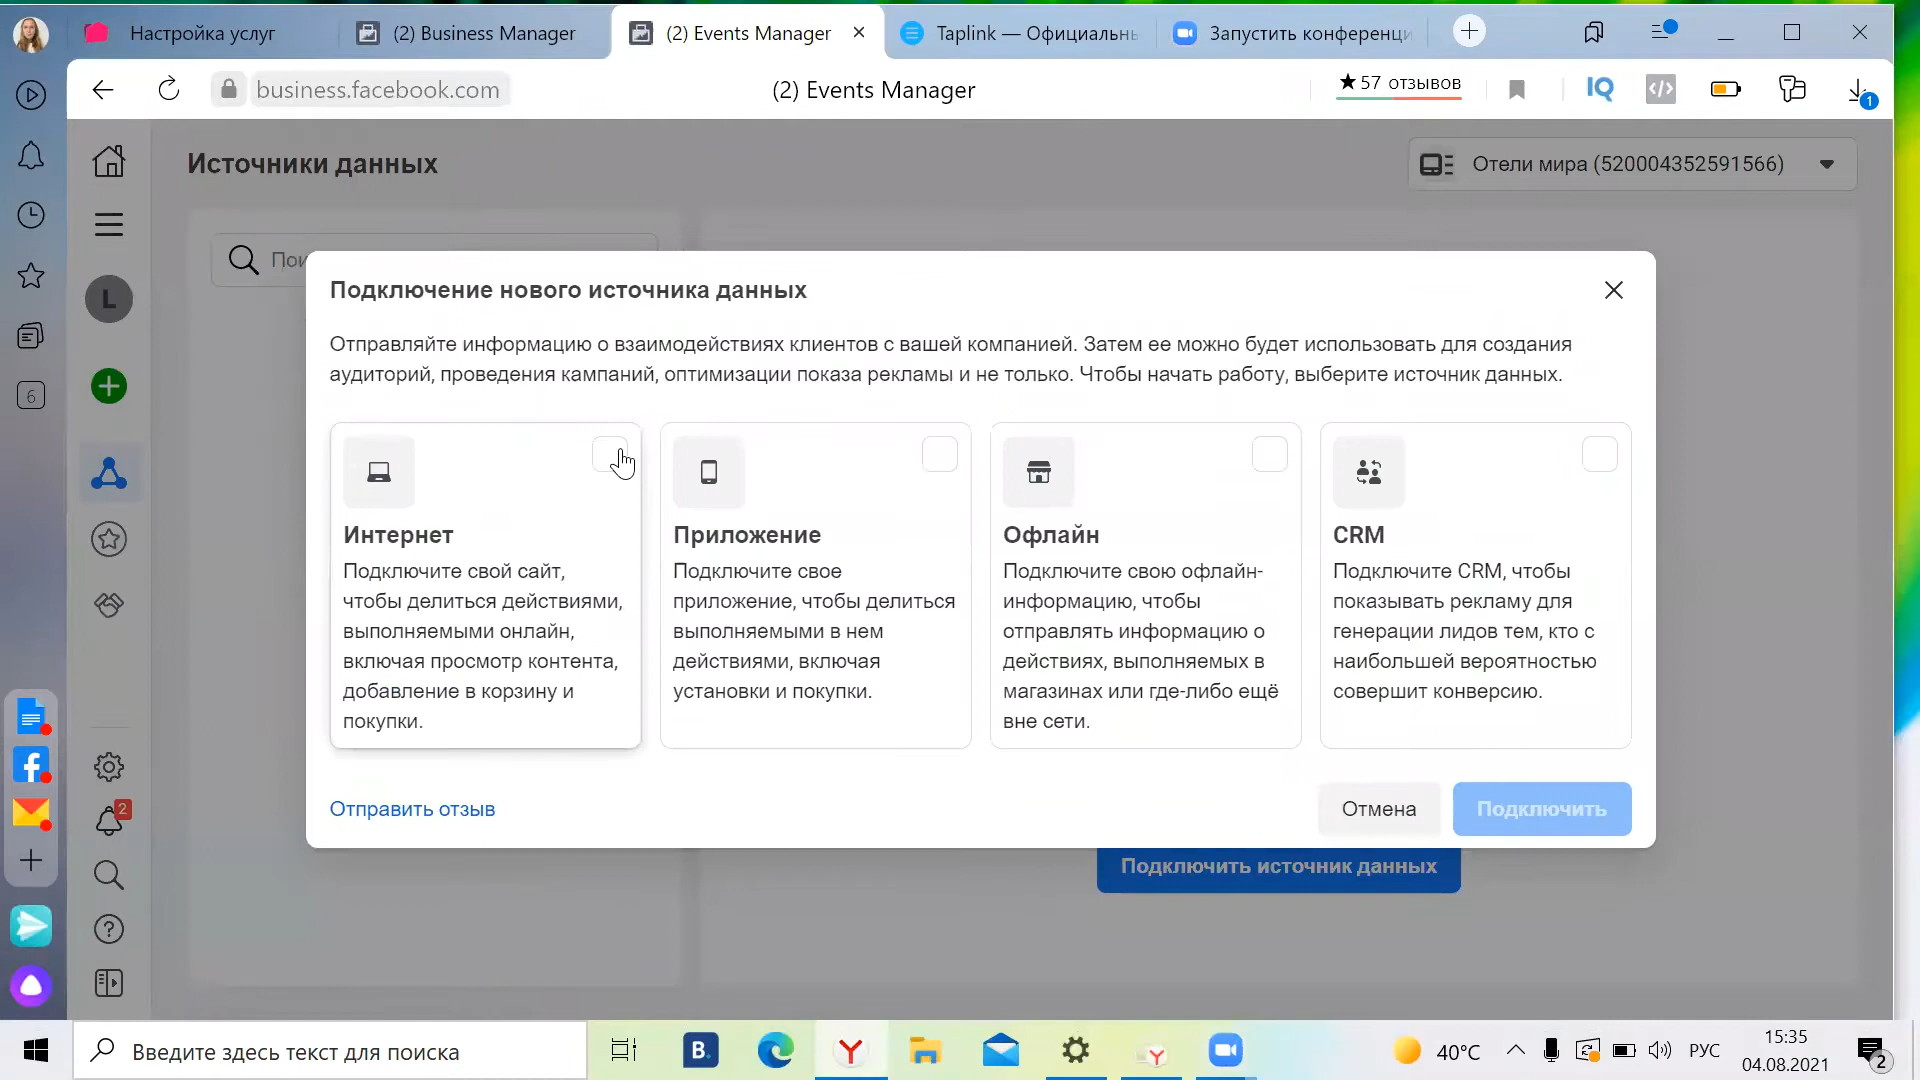 Настройка услуг
(2) Business Manager
(2) Events Manager
Taplink — Официальнь
Запустить конференци
business.facebook.com
(2) Events Manager
★ 57 отзывов
IQ
1
Источники данных
Отели мира (520004352591566)
L
6
2
Пои
Подключение нового источника данных
Отправляйте информацию о взаимодействиях клиентов с вашей компанией. Затем ее можно будет использовать для создания
аудиторий, проведения кампаний, оптимизации показа рекламы и не только. Чтобы начать работу, выберите источник данных.
Интернет
Подключите свой сайт,
чтобы делиться действиями,
выполняемыми онлайн,
включая просмотр контента,
добавление в корзину и
покупки.
Приложение
Подключите свое
приложение, чтобы делиться
выполняемыми в нем
действиями, включая
установки и покупки.
Офлайн
Подключите свою офлайн-
информацию, чтобы
отправлять информацию о
действиях, выполняемых в
магазинах или где-либо ещё
вне сети.
CRM
Подключите CRM, чтобы
показывать рекламу для
генерации лидов тем, кто с
наибольшей вероятностью
совершит конверсию.
Отправить отзыв
Отмена
Подключить
Подключить источник данных
Введите здесь текст для поиска
B.
40°C
РУС
15:35
04.08.2021
2